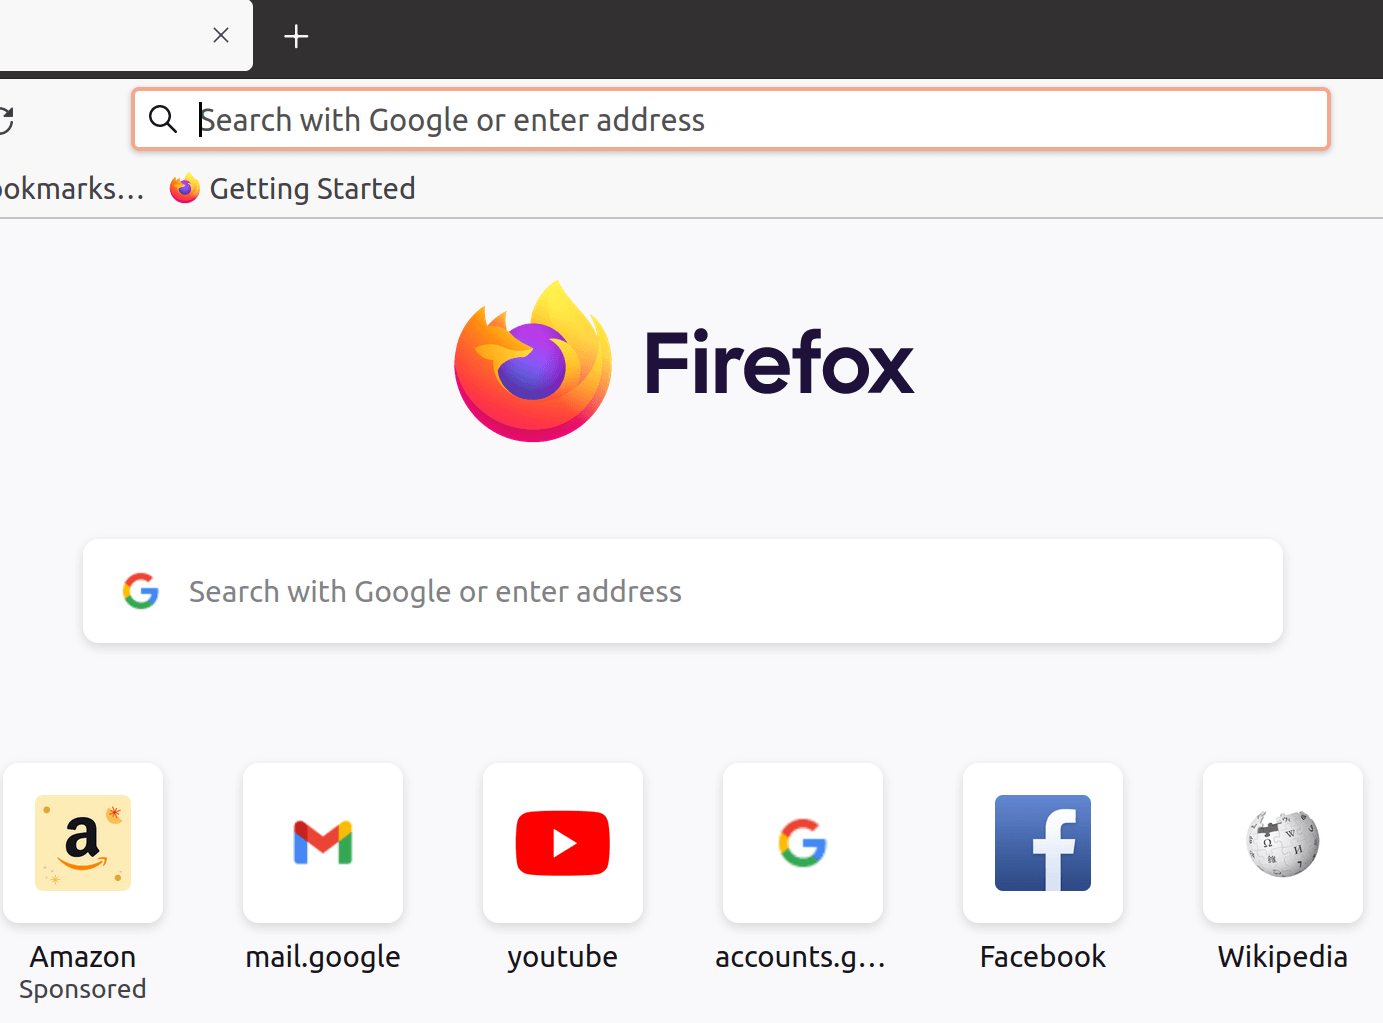 Search with Google or enter address
ookmarks… Getting Started
Firefox
Search with Google or enter address
Amazon mail.google youtube accounts.g… Facebook Wikipedia
Sponsored